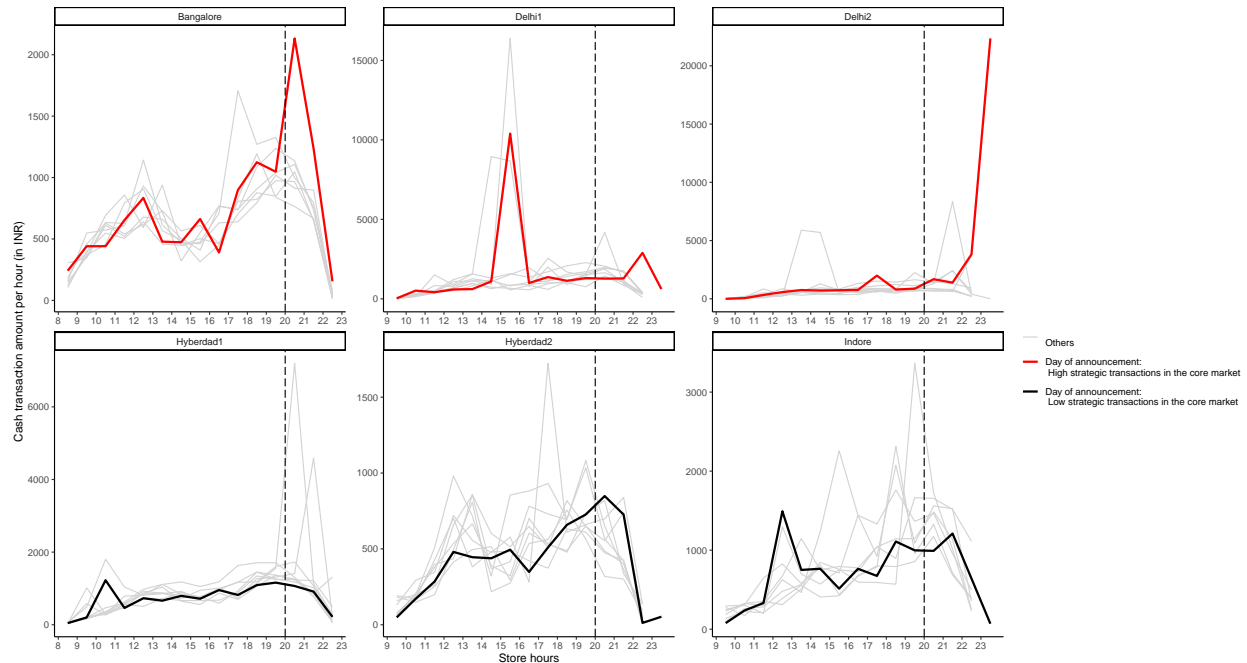 Bangalore
Delhi1
Delhi2
2000
1500
1000
500
0
8 9 10 11 12 13 14 15 16 17 18 19 20 21 22 23
15000
10000
5000
0
9 10 11 12 13 14 15 16 17 18 19 20 21 22 23
20000
15000
10000
5000
0
9 10 11 12 13 14 15 16 17 18 19 20 21 22 23
Cash transaction amount per hour (in INR)
Hyberdad1
Hyberdad2
Indore
6000
4000
2000
0
8 9 10 11 12 13 14 15 16 17 18 19 20 21 22 23
1500
1000
500
0
9 10 11 12 13 14 15 16 17 18 19 20 21 22 23
3000
2000
1000
0
9 10 11 12 13 14 15 16 17 18 19 20 21 22 23
Store hours
Others
Day of announcement:
High strategic transactions in the core market
Day of announcement:
Low strategic transactions in the core market